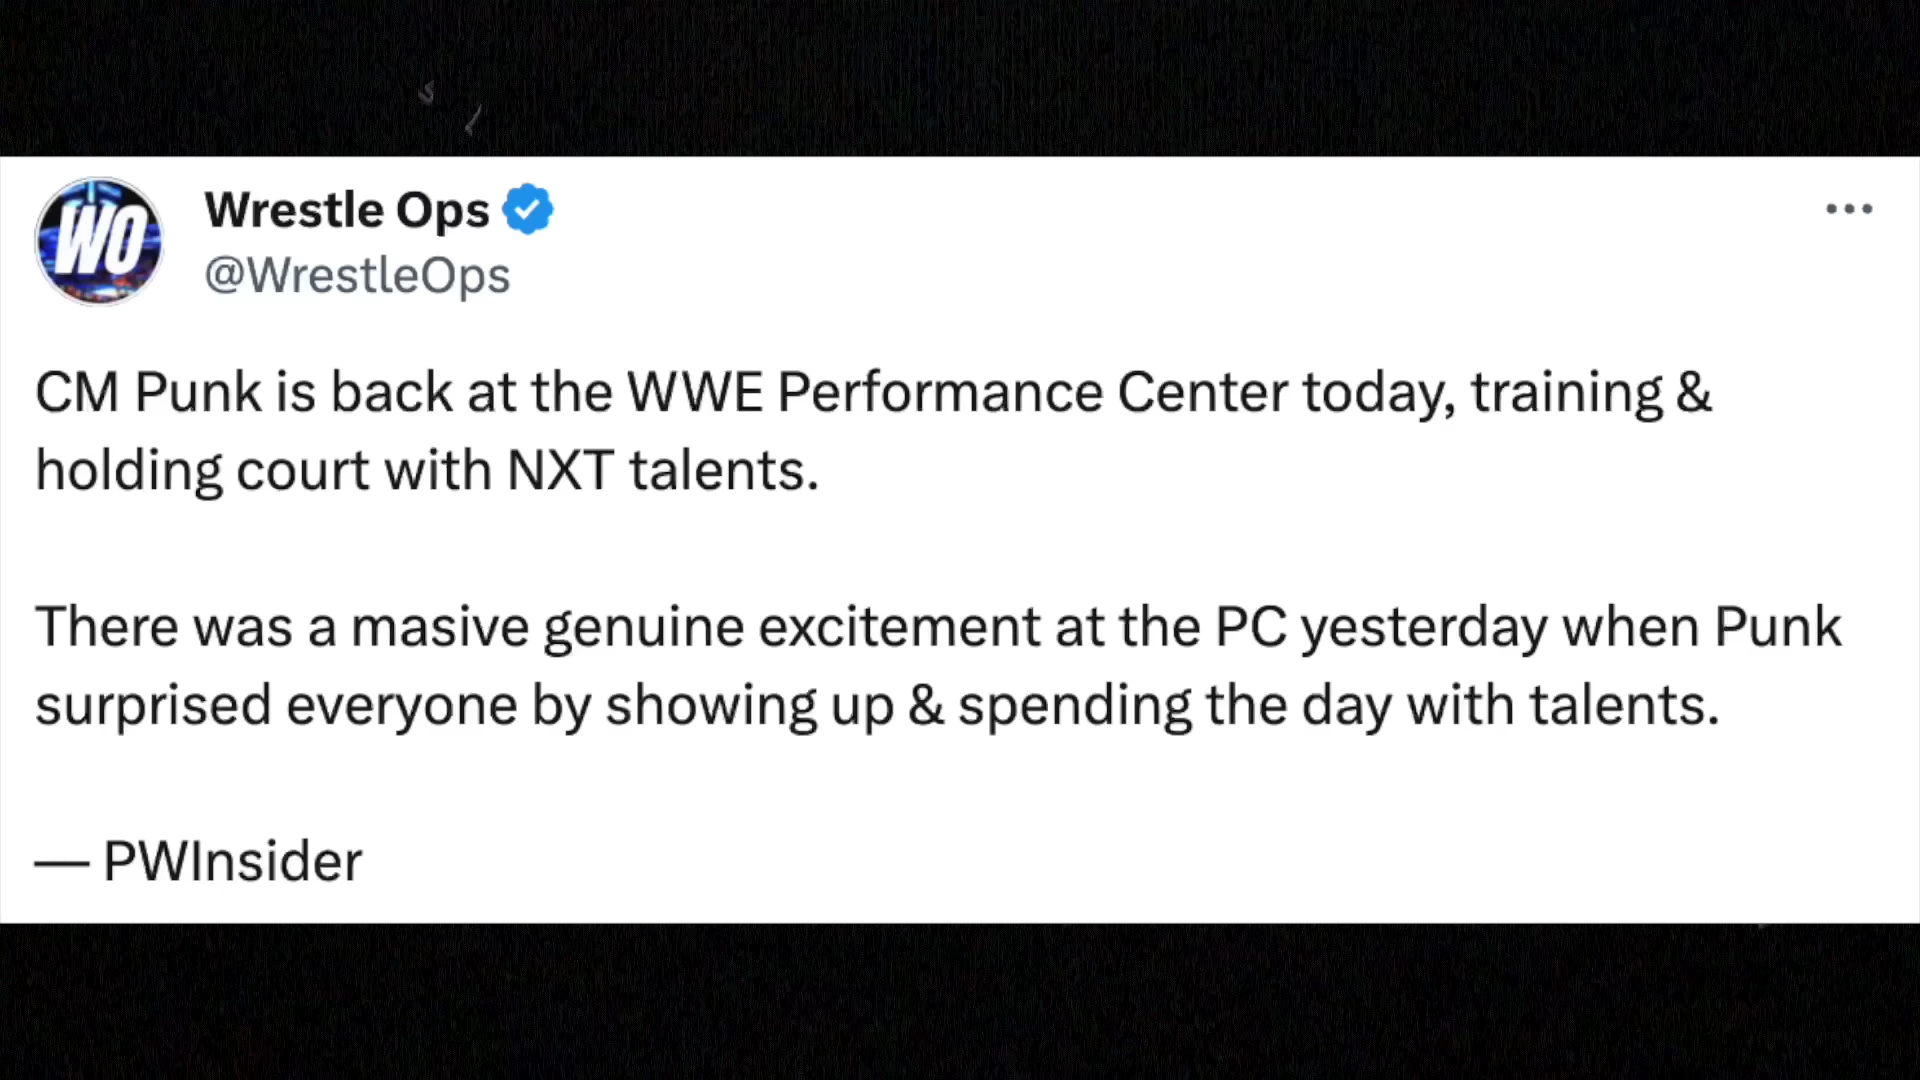 WO
Wrestle Ops
@WrestleOps
CM Punk is back at the WWE Performance Center today, training &
holding court with NXT talents.
There was a masive genuine excitement at the PC yesterday when Punk
surprised everyone by showing up & spending the day with talents.
— PWInsider